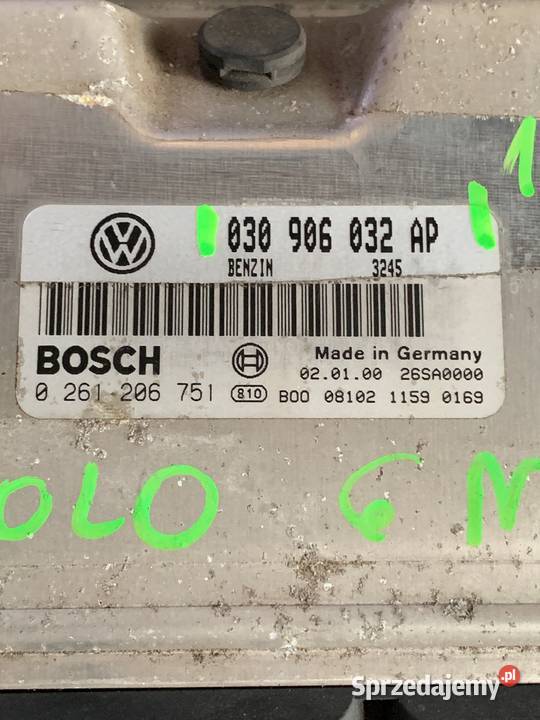 1
030 906 032 AP
BENZIN 3245
BOSCH
Made in Germany
02.01.00 26SA0000
0 261 206 751 810 B00 08102 1159 0169
OLO 6 N
Sprzedajemy.pl